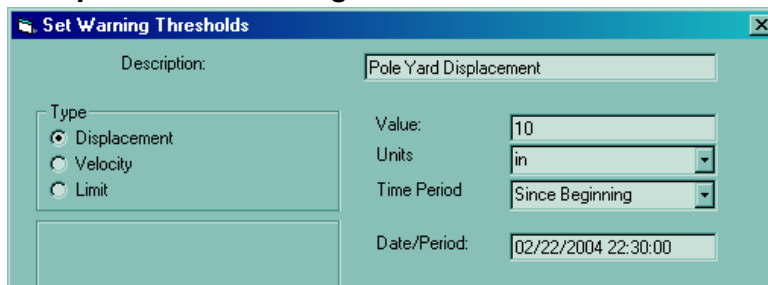 Set Warning Thresholds
Description:
Pole Yard Displacement
Type
Displacement
Velocity
Limit
Value:
10
Units
in
Time Period
Since Beginning
Date/Period:
02/22/2004 22:30:00